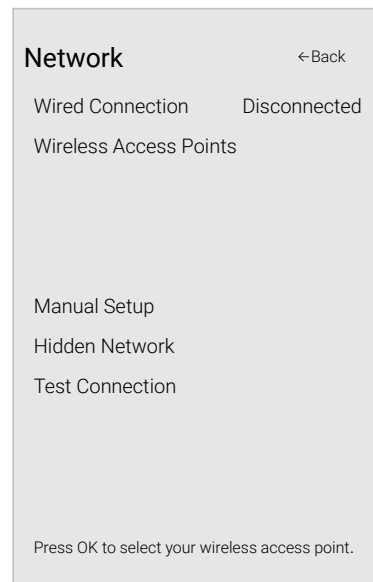 Network ←Back
Wired Connection Disconnected
Wireless Access Points
Manual Setup
Hidden Network
Test Connection
Press OK to select your wireless access point.